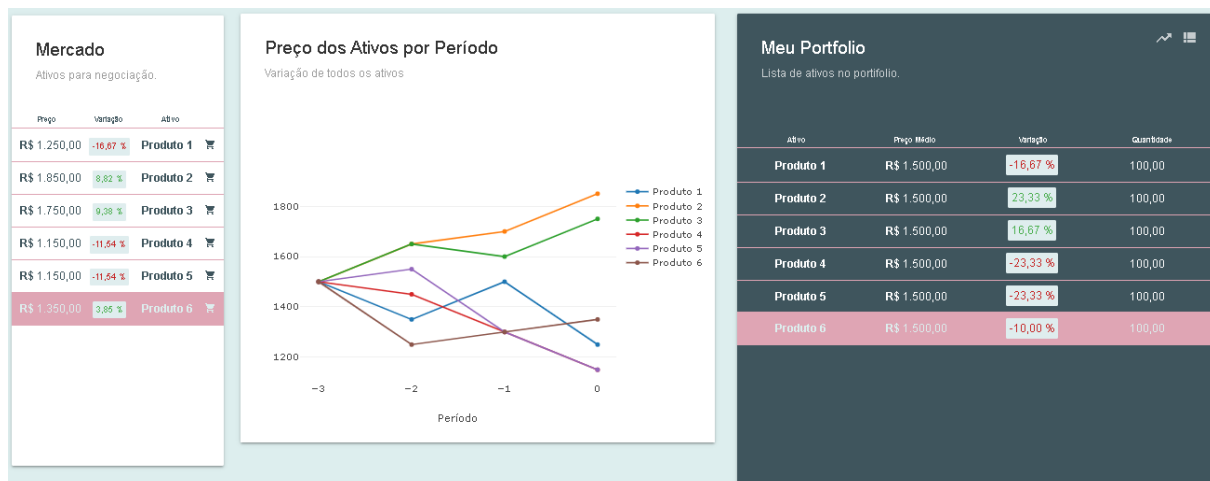 Mercado
Ativos para negociação.
Preço Variação Ativo
R$ 1.250,00 -16,67 % Produto 1
R$ 1.850,00 8,82 % Produto 2
R$ 1.750,00 9,38 % Produto 3
R$ 1.150,00 -11,54 % Produto 4
R$ 1.150,00 -11,54 % Produto 5
R$ 1.350,00 3,85 % Produto 6
Preço dos Ativos por Período
Variação de todos os ativos
1800
1600
1400
1200
−3 −2 −1 0
Período
Produto 1
Produto 2
Produto 3
Produto 4
Produto 5
Produto 6
Meu Portfolio
Lista de ativos no portifolio.
Ativo Preço Médio Variação Quantidade
Produto 1 R$ 1.500,00 -16,67 % 100,00
Produto 2 R$ 1.500,00 23,33 % 100,00
Produto 3 R$ 1.500,00 16,67 % 100,00
Produto 4 R$ 1.500,00 -23,33 % 100,00
Produto 5 R$ 1.500,00 -23,33 % 100,00
Produto 6 R$ 1.500,00 -10,00 % 100,00